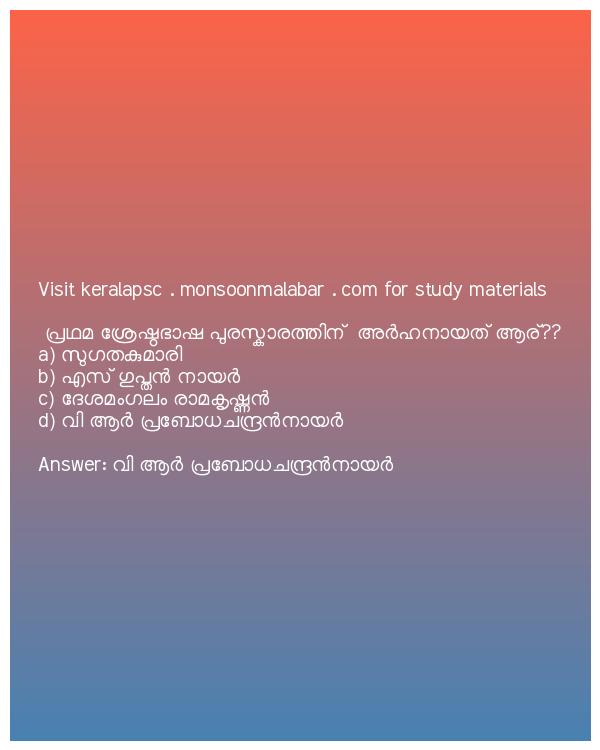 Visit keralapsc . monsoonmalabar . com for study materials
പ്രഥമ ശ്രേഷ്ഠഭാഷ പുരസ്കാരത്തിന് അർഹനായത് ആര്??
a) സുഗതകുമാരി
b) എസ് ഗുപ്തൻ നായർ
c) ദേശമംഗലം രാമകൃഷ്ണൻ
d) വി ആർ പ്രബോധചന്ദ്രൻനായർ
Answer: വി ആർ പ്രബോധചന്ദ്രൻനായർ